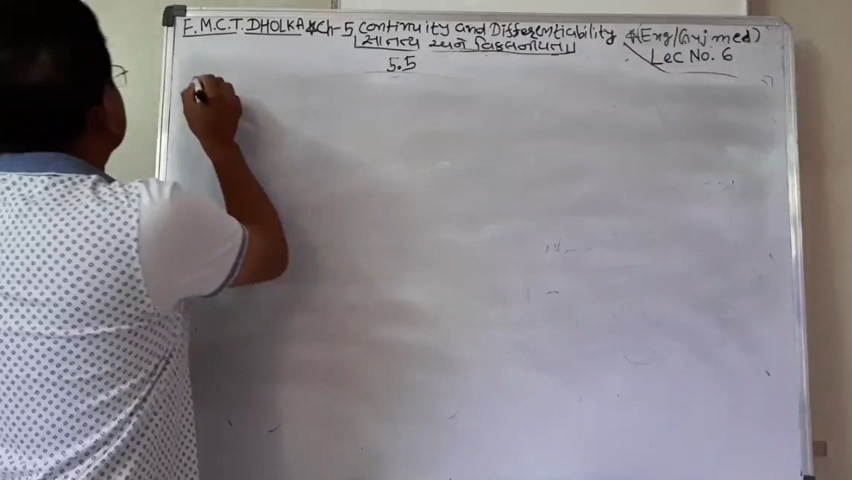 F.M.C.T. DHOLKA * Ch-5 Continuity and Differentiability * (Eng/Guj med)
સાતત્ય અને વિકલનીયતા
Lec No. 6
5.5